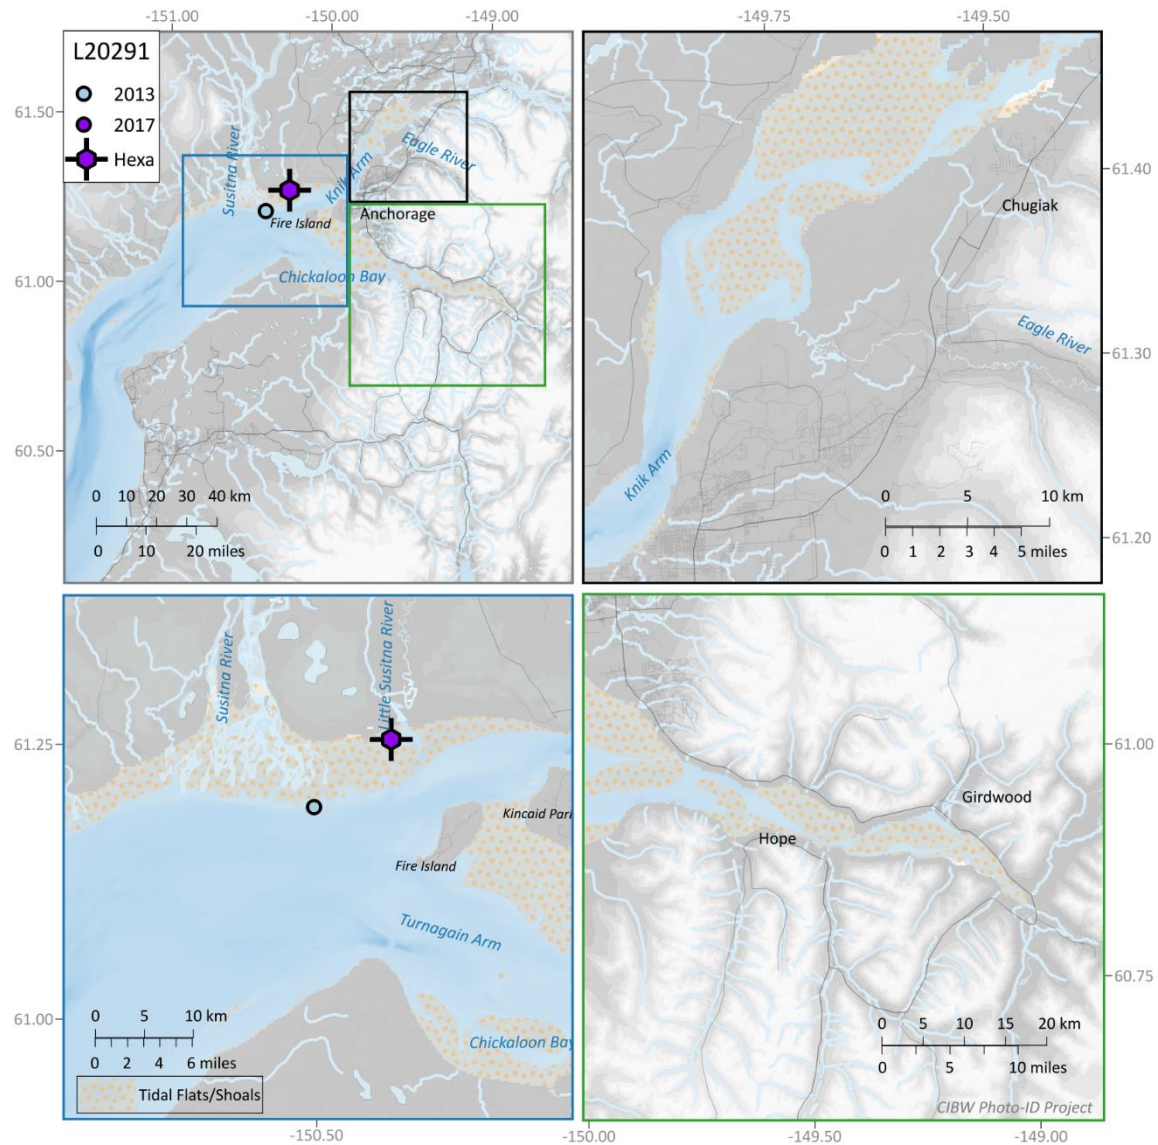 -151.00 -150.00 -149.00
-149.75 -149.50
L20291
2013
2017
Hexa
61.50
61.00
60.50
Susitna River
Knik Arm
Eagle River
Fire Island
Anchorage
Chickaloon Bay
0 10 20 30 40 km
0 10 20 miles
61.40
61.30
61.20
Chugiak
Eagle River
Knik Arm
0 5 10 km
0 1 2 3 4 5 miles
Susitna River
Little Susitna River
61.25
61.00
Kincaid Par
Fire Island
Turnagain Arm
Chickaloon Bay
0 5 10 km
0 2 4 6 miles
Tidal Flats/Shoals
-150.50
61.00
60.75
Girdwood
Hope
0 5 10 15 20 km
0 5 10 miles
CIBW Photo-ID Project
-150.00 -149.50 -149.00